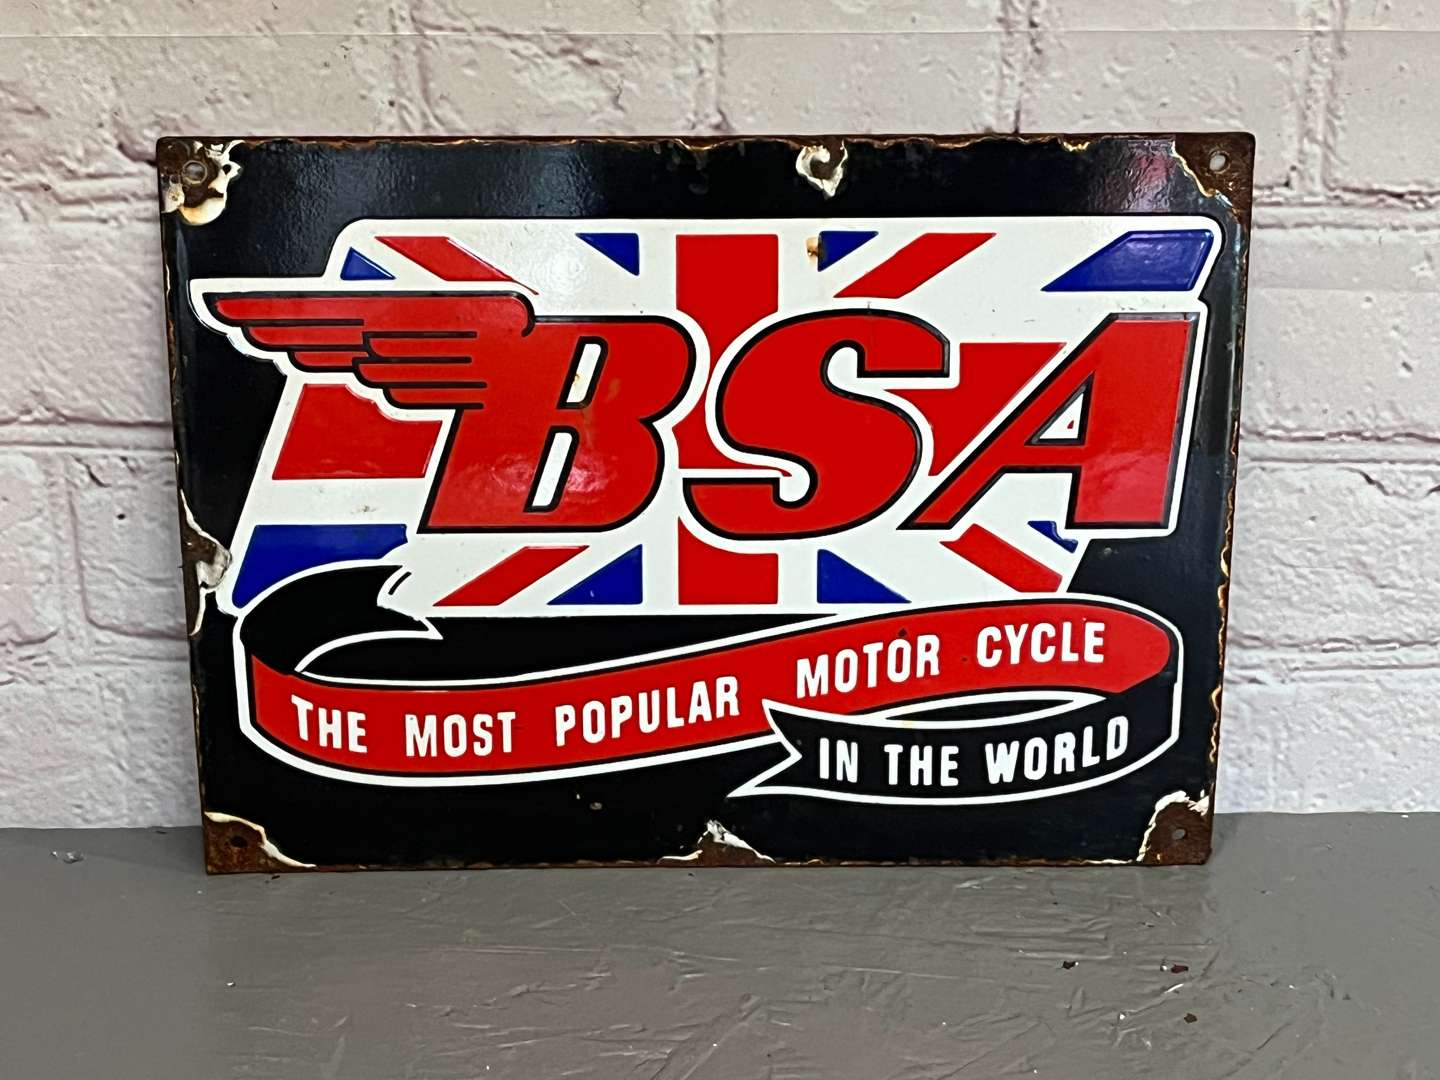 BSA
THE MOST POPULAR MOTOR CYCLE
IN THE WORLD